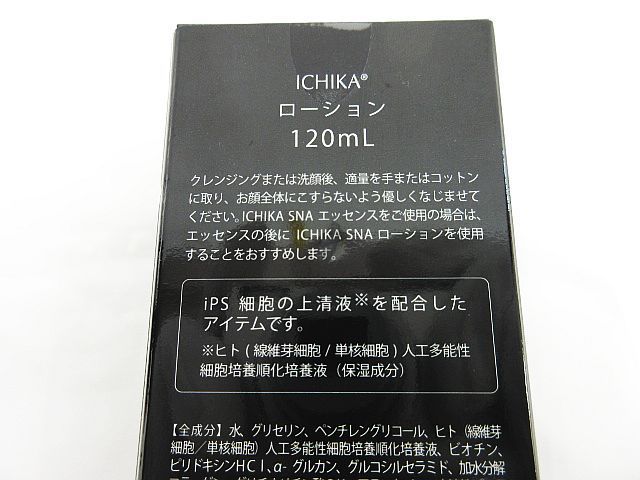 ICHIKA®
ローション
120mL
クレンジングまたは洗顔後、適量を手またはコットン
に取り、お顔全体にこすらないよう優しくなじませて
ください。ICHIKA SNA エッセンスをご使用の場合は、
エッセンスの後に ICHIKA SNA ローションを使用
することをおすすめします。
iPS 細胞の上清液※を配合した
アイテムです。
※ヒト ( 線維芽細胞 / 単核細胞 ) 人工多能性
細胞培養順化培養液（保湿成分）
【全成分】水、グリセリン、ペンチレングリコール、ヒト（線維芽
細胞／単核細胞）人工多能性細胞培養順化培養液、ビオチン、
ピリドキシンHCl、α- グルカン、グルコシルセラミド、加水分解